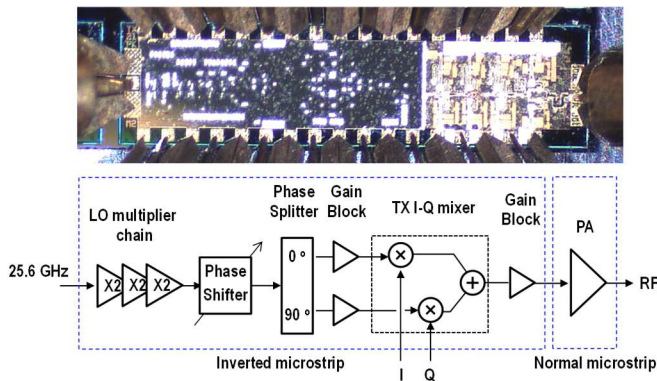 M2
Phase Splitter
Gain Block
TX I-Q mixer
Gain Block
PA
LO multiplier chain
25.6 GHz
X2 X2 X2
Phase Shifter
0 º
90 º
RF
Inverted microstrip
I
Q
Normal microstrip